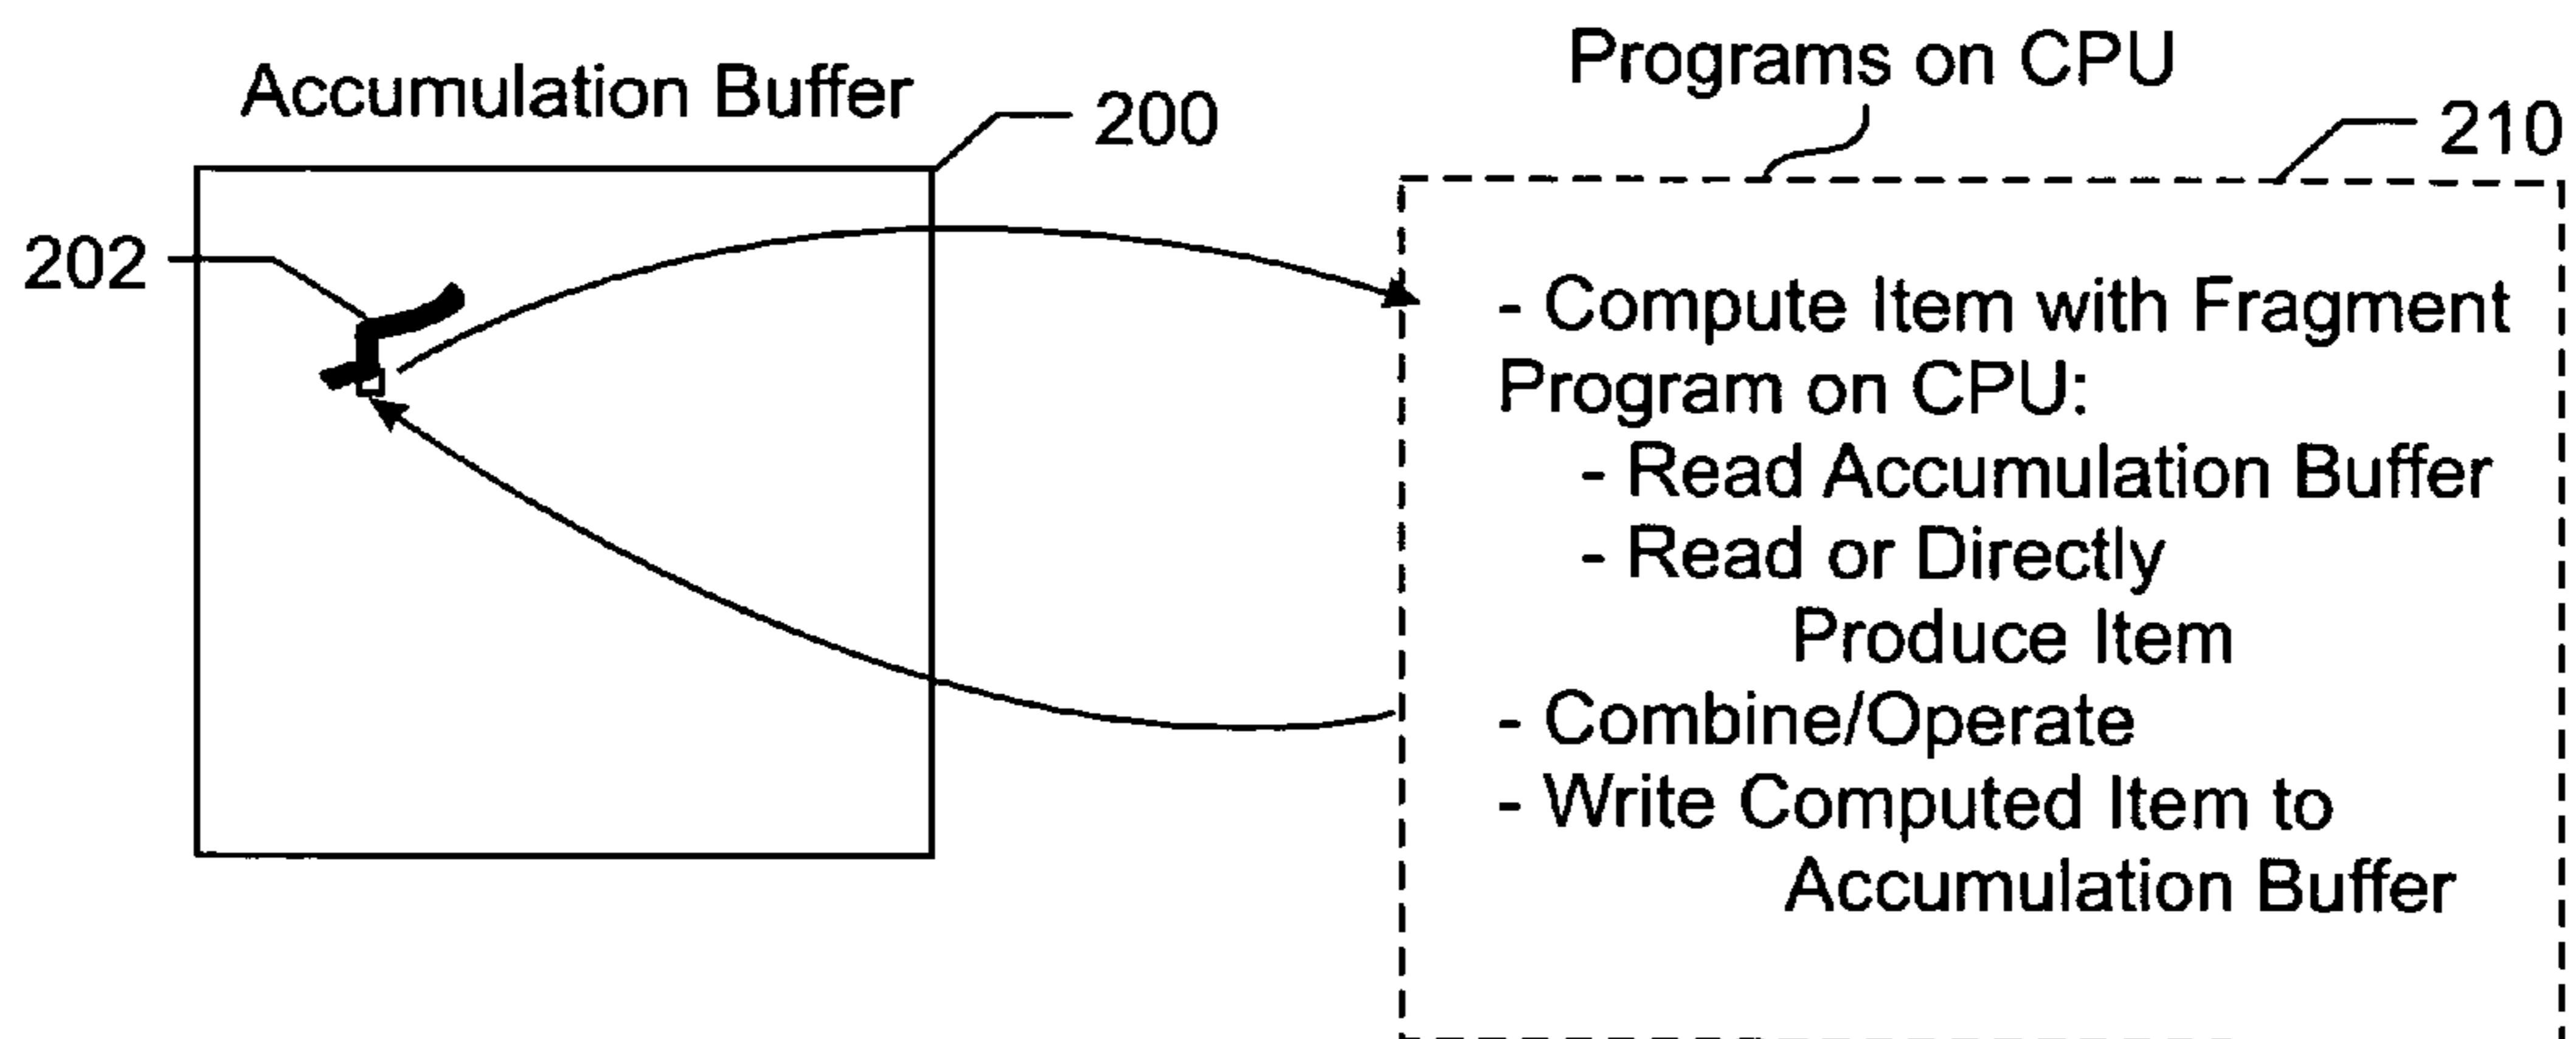 Programs on CPU
Accumulation Buffer
200
210
202
- Compute Item with Fragment
Program on CPU:
- Read Accumulation Buffer
- Read or Directly
Produce Item
- Combine/Operate
- Write Computed Item to
Accumulation Buffer